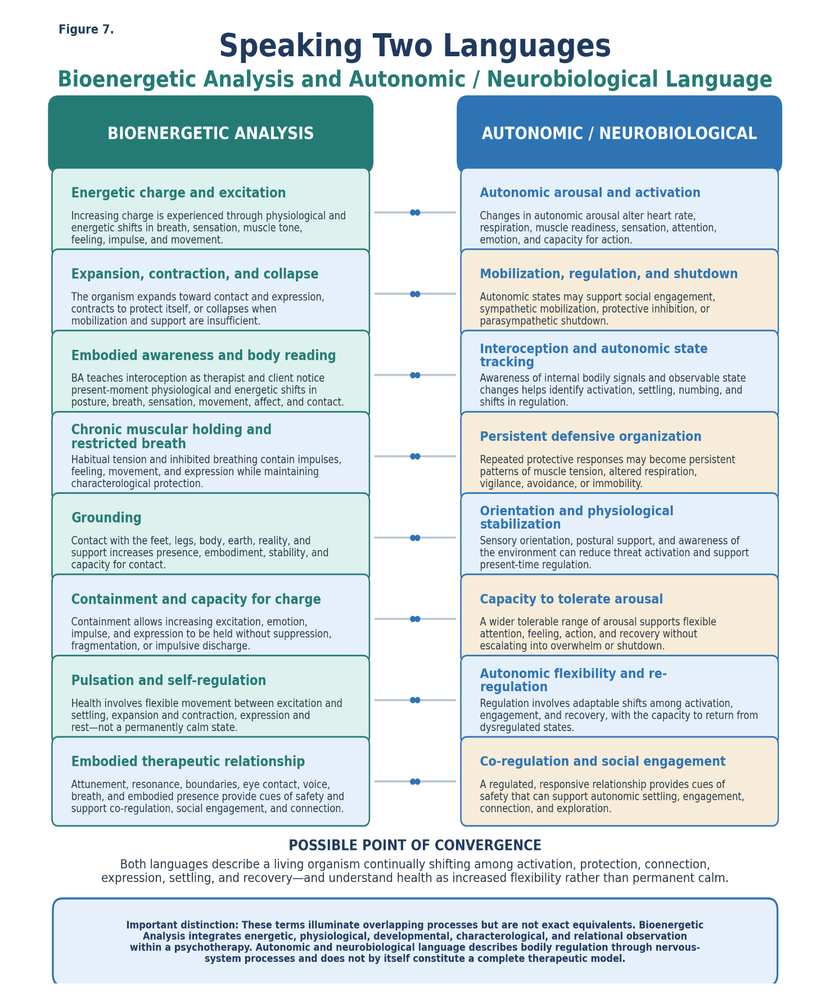 Figure 7.
Speaking Two Languages
Bioenergetic Analysis and Autonomic / Neurobiological Language
BIOENERGETIC ANALYSIS
AUTONOMIC / NEUROBIOLOGICAL
Energetic charge and excitation
Increasing charge is experienced through physiological and
energetic shifts in breath, sensation, muscle tone,
feeling, impulse, and movement.
Autonomic arousal and activation
Changes in autonomic arousal alter heart rate,
respiration, muscle readiness, sensation, attention,
emotion, and capacity for action.
Expansion, contraction, and collapse
The organism expands toward contact and expression,
contracts to protect itself, or collapses when
mobilization and support are insufficient.
Mobilization, regulation, and shutdown
Autonomic states may support social engagement,
sympathetic mobilization, protective inhibition, or
parasympathetic shutdown.
Embodied awareness and body reading
BA teaches interoception as therapist and client notice
present-moment physiological and energetic shifts in
posture, breath, sensation, movement, affect, and contact.
Interoception and autonomic state
tracking
Awareness of internal bodily signals and observable state
changes helps identify activation, settling, numbing, and
shifts in regulation.
Chronic muscular holding and
restricted breath
Habitual tension and inhibited breathing contain impulses,
feeling, movement, and expression while maintaining
characterological protection.
Persistent defensive organization
Repeated protective responses may become persistent
patterns of muscle tension, altered respiration,
vigilance, avoidance, or immobility.
Grounding
Contact with the feet, legs, body, earth, reality, and
support increases presence, embodiment, stability, and
capacity for contact.
Orientation and physiological
stabilization
Sensory orientation, postural support, and awareness of
the environment can reduce threat activation and support
present-time regulation.
Containment and capacity for charge
Containment allows increasing excitation, emotion,
impulse, and expression to be held without suppression,
fragmentation, or impulsive discharge.
Capacity to tolerate arousal
A wider tolerable range of arousal supports flexible
attention, feeling, action, and recovery without
escalating into overwhelm or shutdown.
Pulsation and self-regulation
Health involves flexible movement between excitation and
settling, expansion and contraction, expression and
rest—not a permanently calm state.
Autonomic flexibility and re-
regulation
Regulation involves adaptable shifts among activation,
engagement, and recovery, with the capacity to return from
dysregulated states.
Embodied therapeutic relationship
Attunement, resonance, boundaries, eye contact, voice,
breath, and embodied presence provide cues of safety and
support co-regulation, social engagement, and connection.
Co-regulation and social engagement
A regulated, responsive relationship provides cues of
safety that can support autonomic settling, engagement,
connection, and exploration.
POSSIBLE POINT OF CONVERGENCE
Both languages describe a living organism continually shifting among activation, protection, connection,
expression, settling, and recovery—and understand health as increased flexibility rather than permanent calm.
Important distinction: These terms illuminate overlapping processes but are not exact equivalents. Bioenergetic
Analysis integrates energetic, physiological, developmental, characterological, and relational observation
within a psychotherapy. Autonomic and neurobiological language describes bodily regulation through nervous-
system processes and does not by itself constitute a complete therapeutic model.